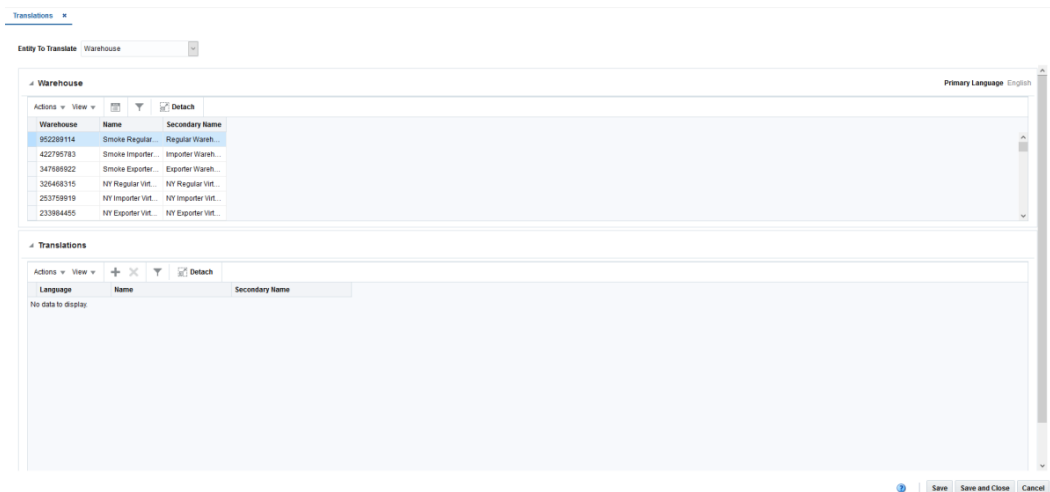 Translations ×
Entity To Translate Warehouse
Warehouse Primary Language English
Actions View Detach
Warehouse Name Secondary Name
952289114 Smoke Regular... Regular Wareh...
422795783 Smoke Importer... Importer Wareh...
347686922 Smoke Exporter... Exporter Wareh...
326468315 NY Regular Virt... NY Regular Virt...
253759919 NY Importer Virt... NY Importer Virt...
233984455 NY Exporter Virt... NY Exporter Virt...
Translations
Actions View Detach
Language Name Secondary Name
No data to display.
? Save Save and Close Cancel